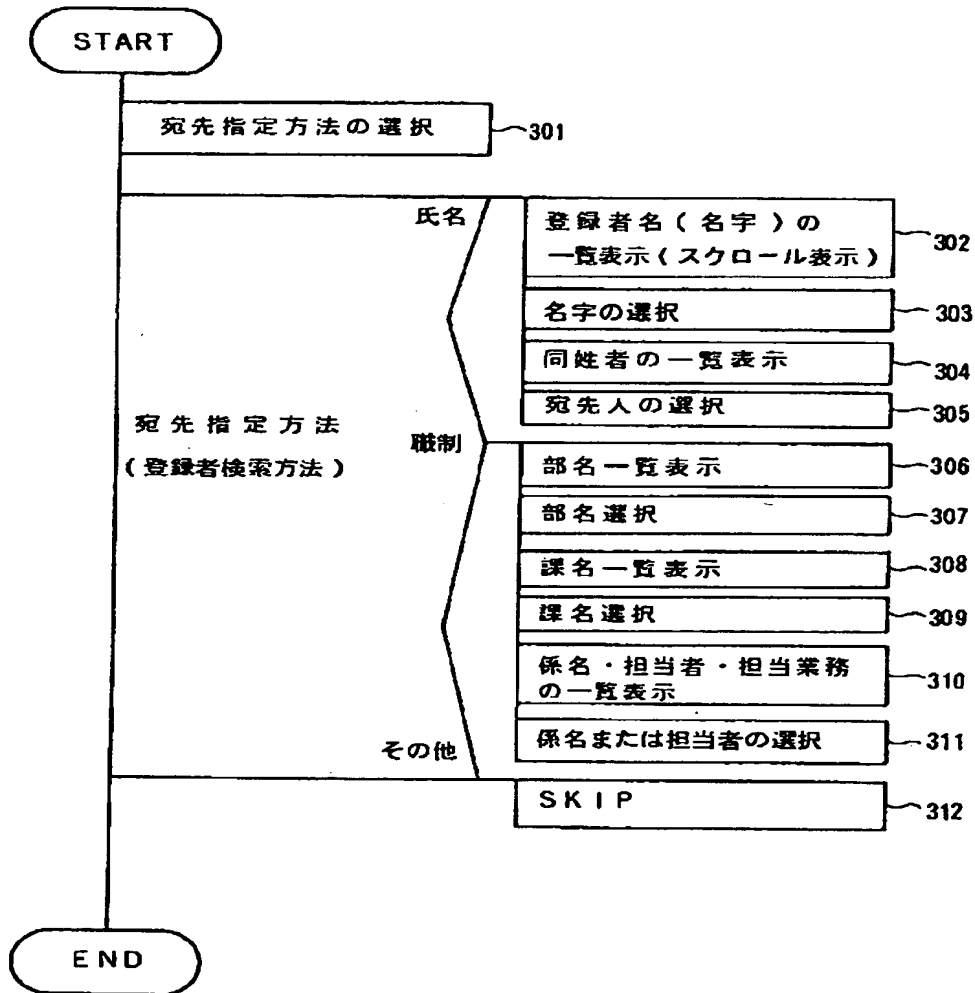 START
宛先指定方法の選択 301
氏名
登録者名(名字)の
一覧表示(スクロール表示) 302
名字の選択 303
同姓者の一覧表示 304
宛先人の選択 305
宛先指定方法
(登録者検索方法)
職制
部名一覧表示 306
部名選択 307
課名一覧表示 308
課名選択 309
係名・担当者・担当業務
の一覧表示 310
係名または担当者の選択 311
その他
SKIP 312
END